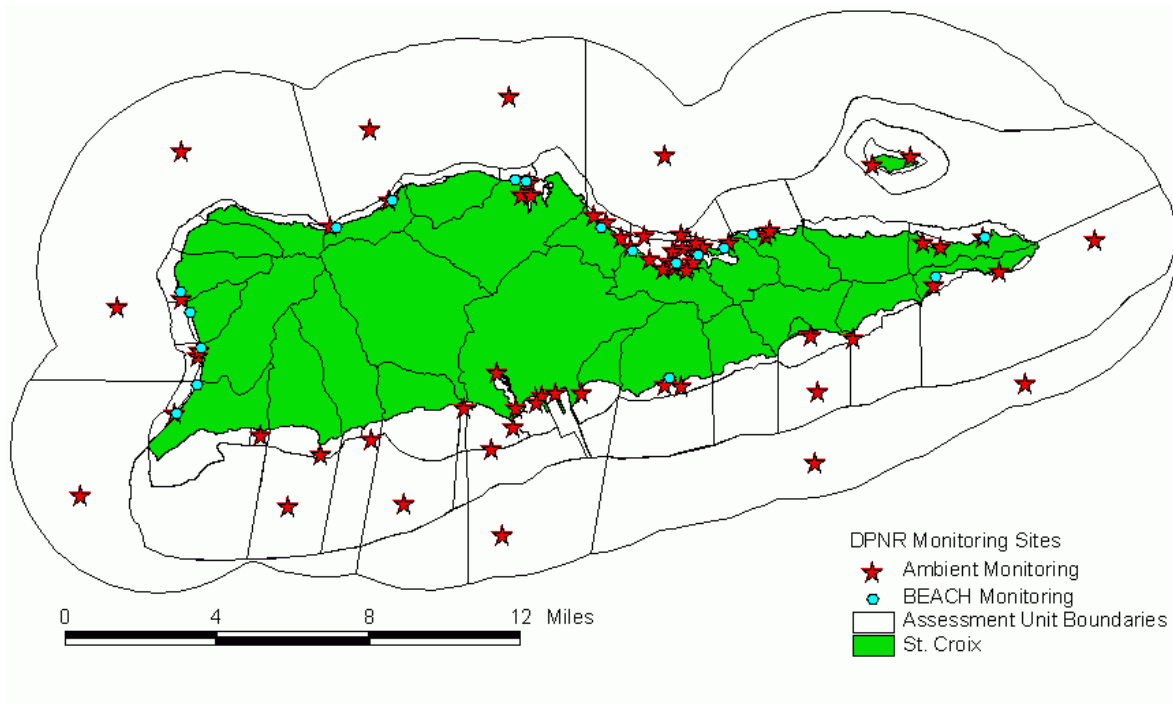 DPNR Monitoring Sites
Ambient Monitoring
BEACH Monitoring
Assessment Unit Boundaries
St. Croix
0 4 8 12 Miles